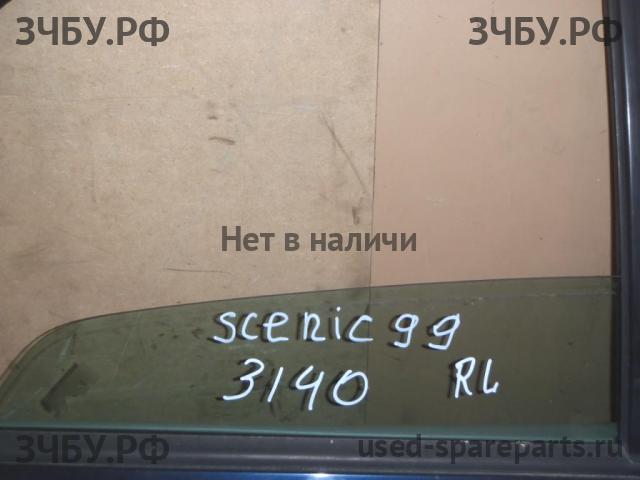 ЗЧБУ.РФ ЗЧБУ.РФ
Нет в наличи
scenic 99
3140 RL
ЗЧБУ.РФ used-spareparts.ru